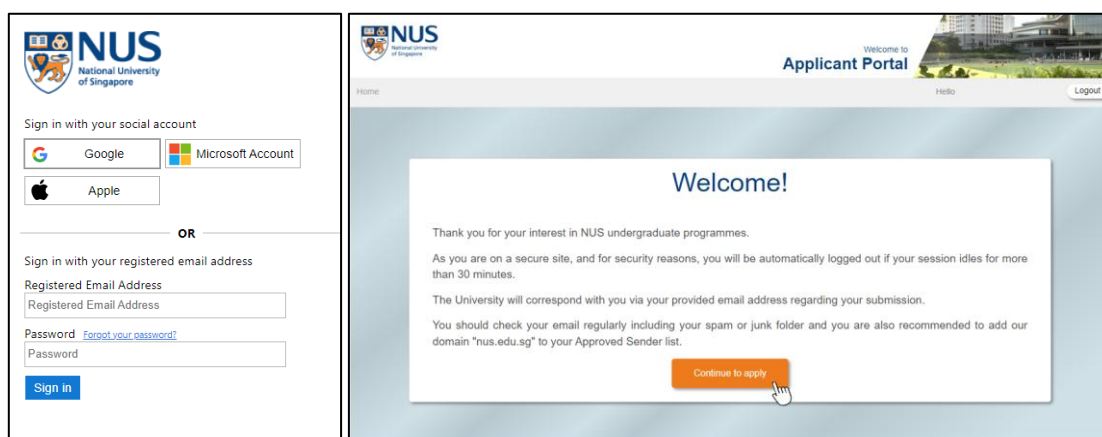 NUS
National University
of Singapore
Sign in with your social account
Google
Microsoft Account
Apple
OR
Sign in with your registered email address
Registered Email Address
Registered Email Address
Password Forgot your password?
Password
Sign in
NUS
National University
of Singapore
Welcome to
Applicant Portal
Home
Hello
Logout
Welcome!
Thank you for your interest in NUS undergraduate programmes.
As you are on a secure site, and for security reasons, you will be automatically logged out if your session idles for more
than 30 minutes.
The University will correspond with you via your provided email address regarding your submission.
You should check your email regularly including your spam or junk folder and you are also recommended to add our
domain "nus.edu.sg" to your Approved Sender list.
Continue to apply